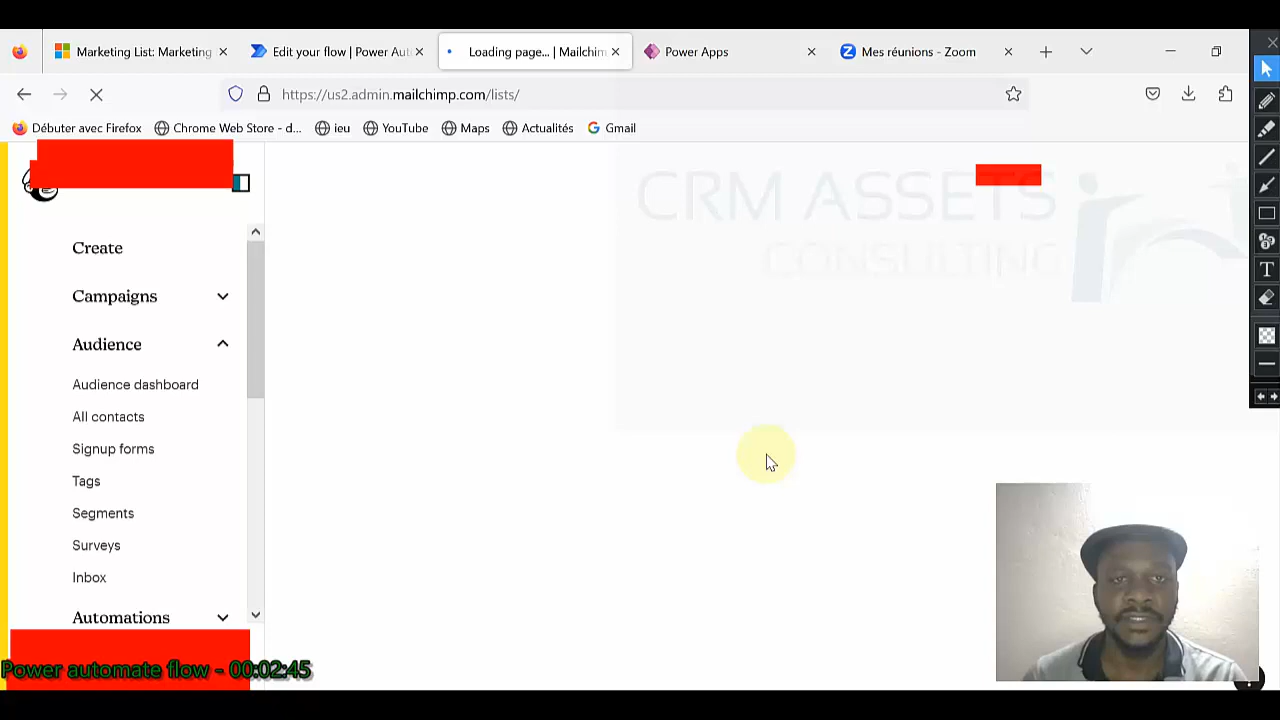 Marketing List: Marketing
Edit your flow | Power Aut
Loading page... | Mailchim
Power Apps
Mes réunions - Zoom
https://us2.admin.mailchimp.com/lists/
Débuter avec Firefox
Chrome Web Store - d...
ieu
YouTube
Maps
Actualités
Gmail
CRM ASSETS
CONSULTING
Create
Campaigns
Audience
Audience dashboard
All contacts
Signup forms
Tags
Segments
Surveys
Inbox
Automations
Power automate flow - 00:02:45
T